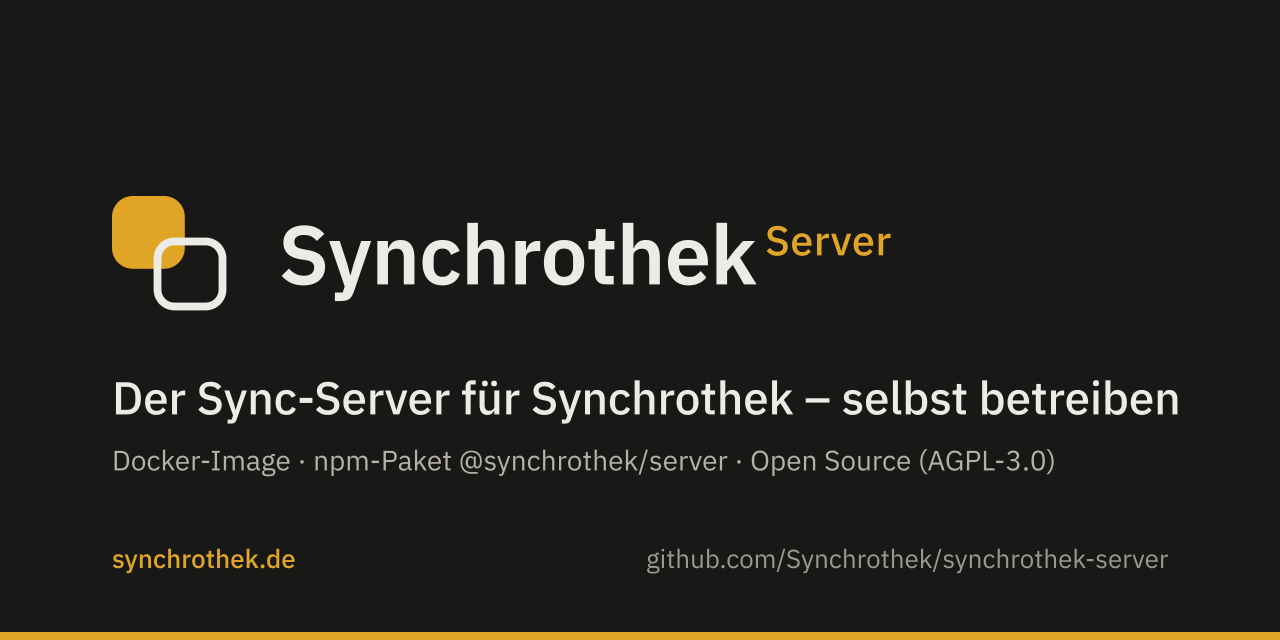 Synchrothek Server
Der Sync-Server für Synchrothek – selbst betreiben
Docker-Image · npm-Paket @synchrothek/server · Open Source (AGPL-3.0)
synchrothek.de
github.com/Synchrothek/synchrothek-server